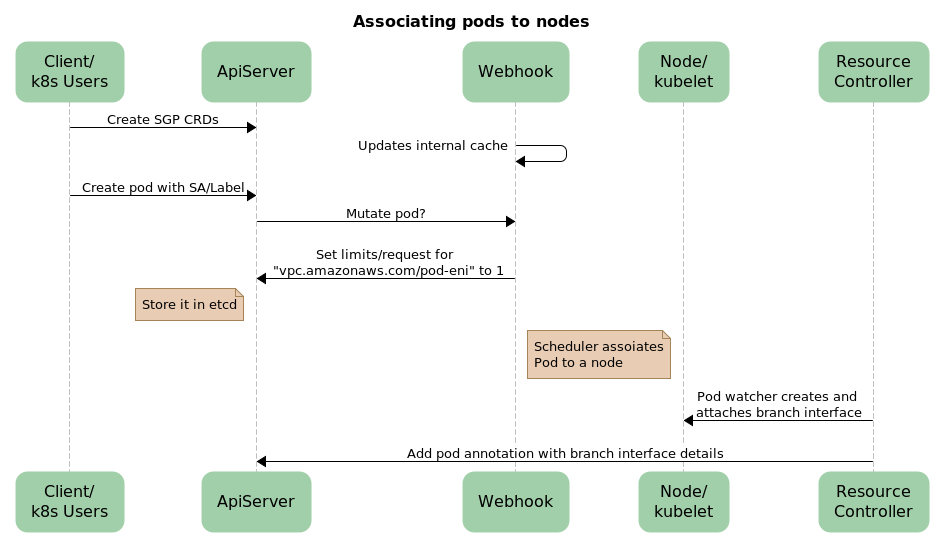 Associating pods to nodes
Client/
k8s Users
ApiServer
Webhook
Node/
kubelet
Resource
Controller
Create SGP CRDs
Updates internal cache
Create pod with SA/Label
Mutate pod?
Set limits/request for
"vpc.amazonaws.com/pod-eni" to 1
Store it in etcd
Scheduler assoiates
Pod to a node
Pod watcher creates and
attaches branch interface
Add pod annotation with branch interface details
Client/
k8s Users
ApiServer
Webhook
Node/
kubelet
Resource
Controller